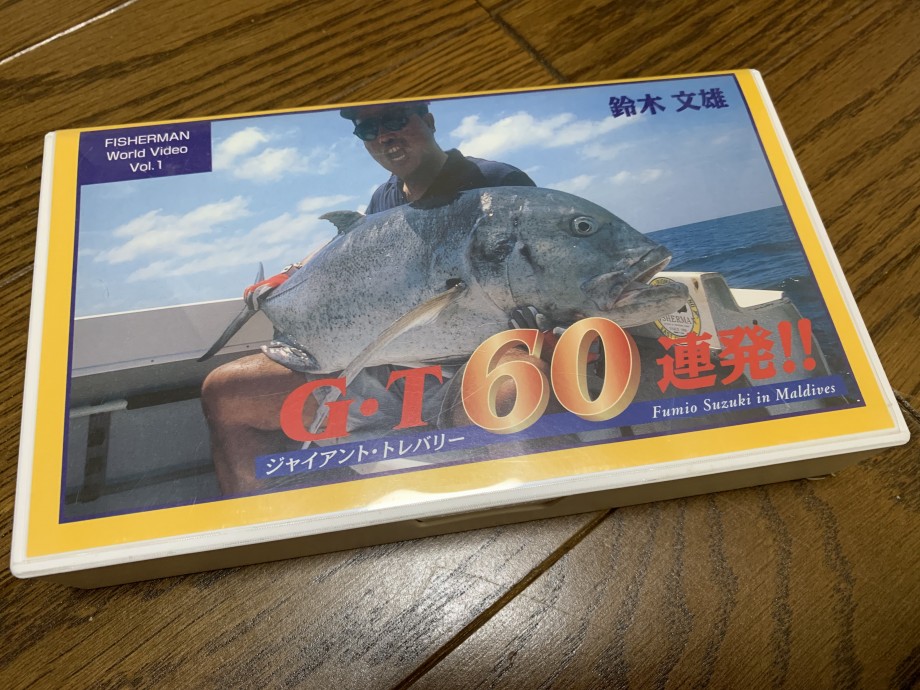 FISHERMAN
World Video
Vol.1
鈴木 文雄
G・T 60 連発!!
ジャイアント・トレバリー
Fumio Suzuki in Maldives